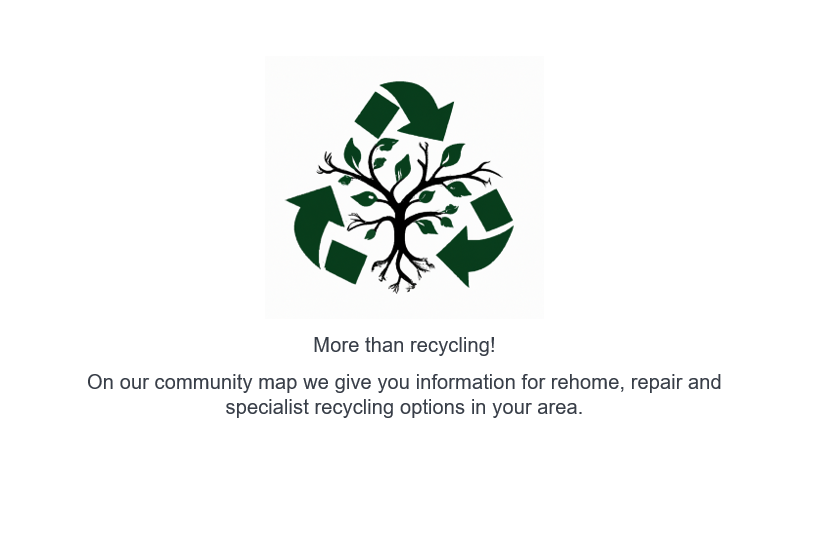 More than recycling!
On our community map we give you information for rehome, repair and
specialist recycling options in your area.